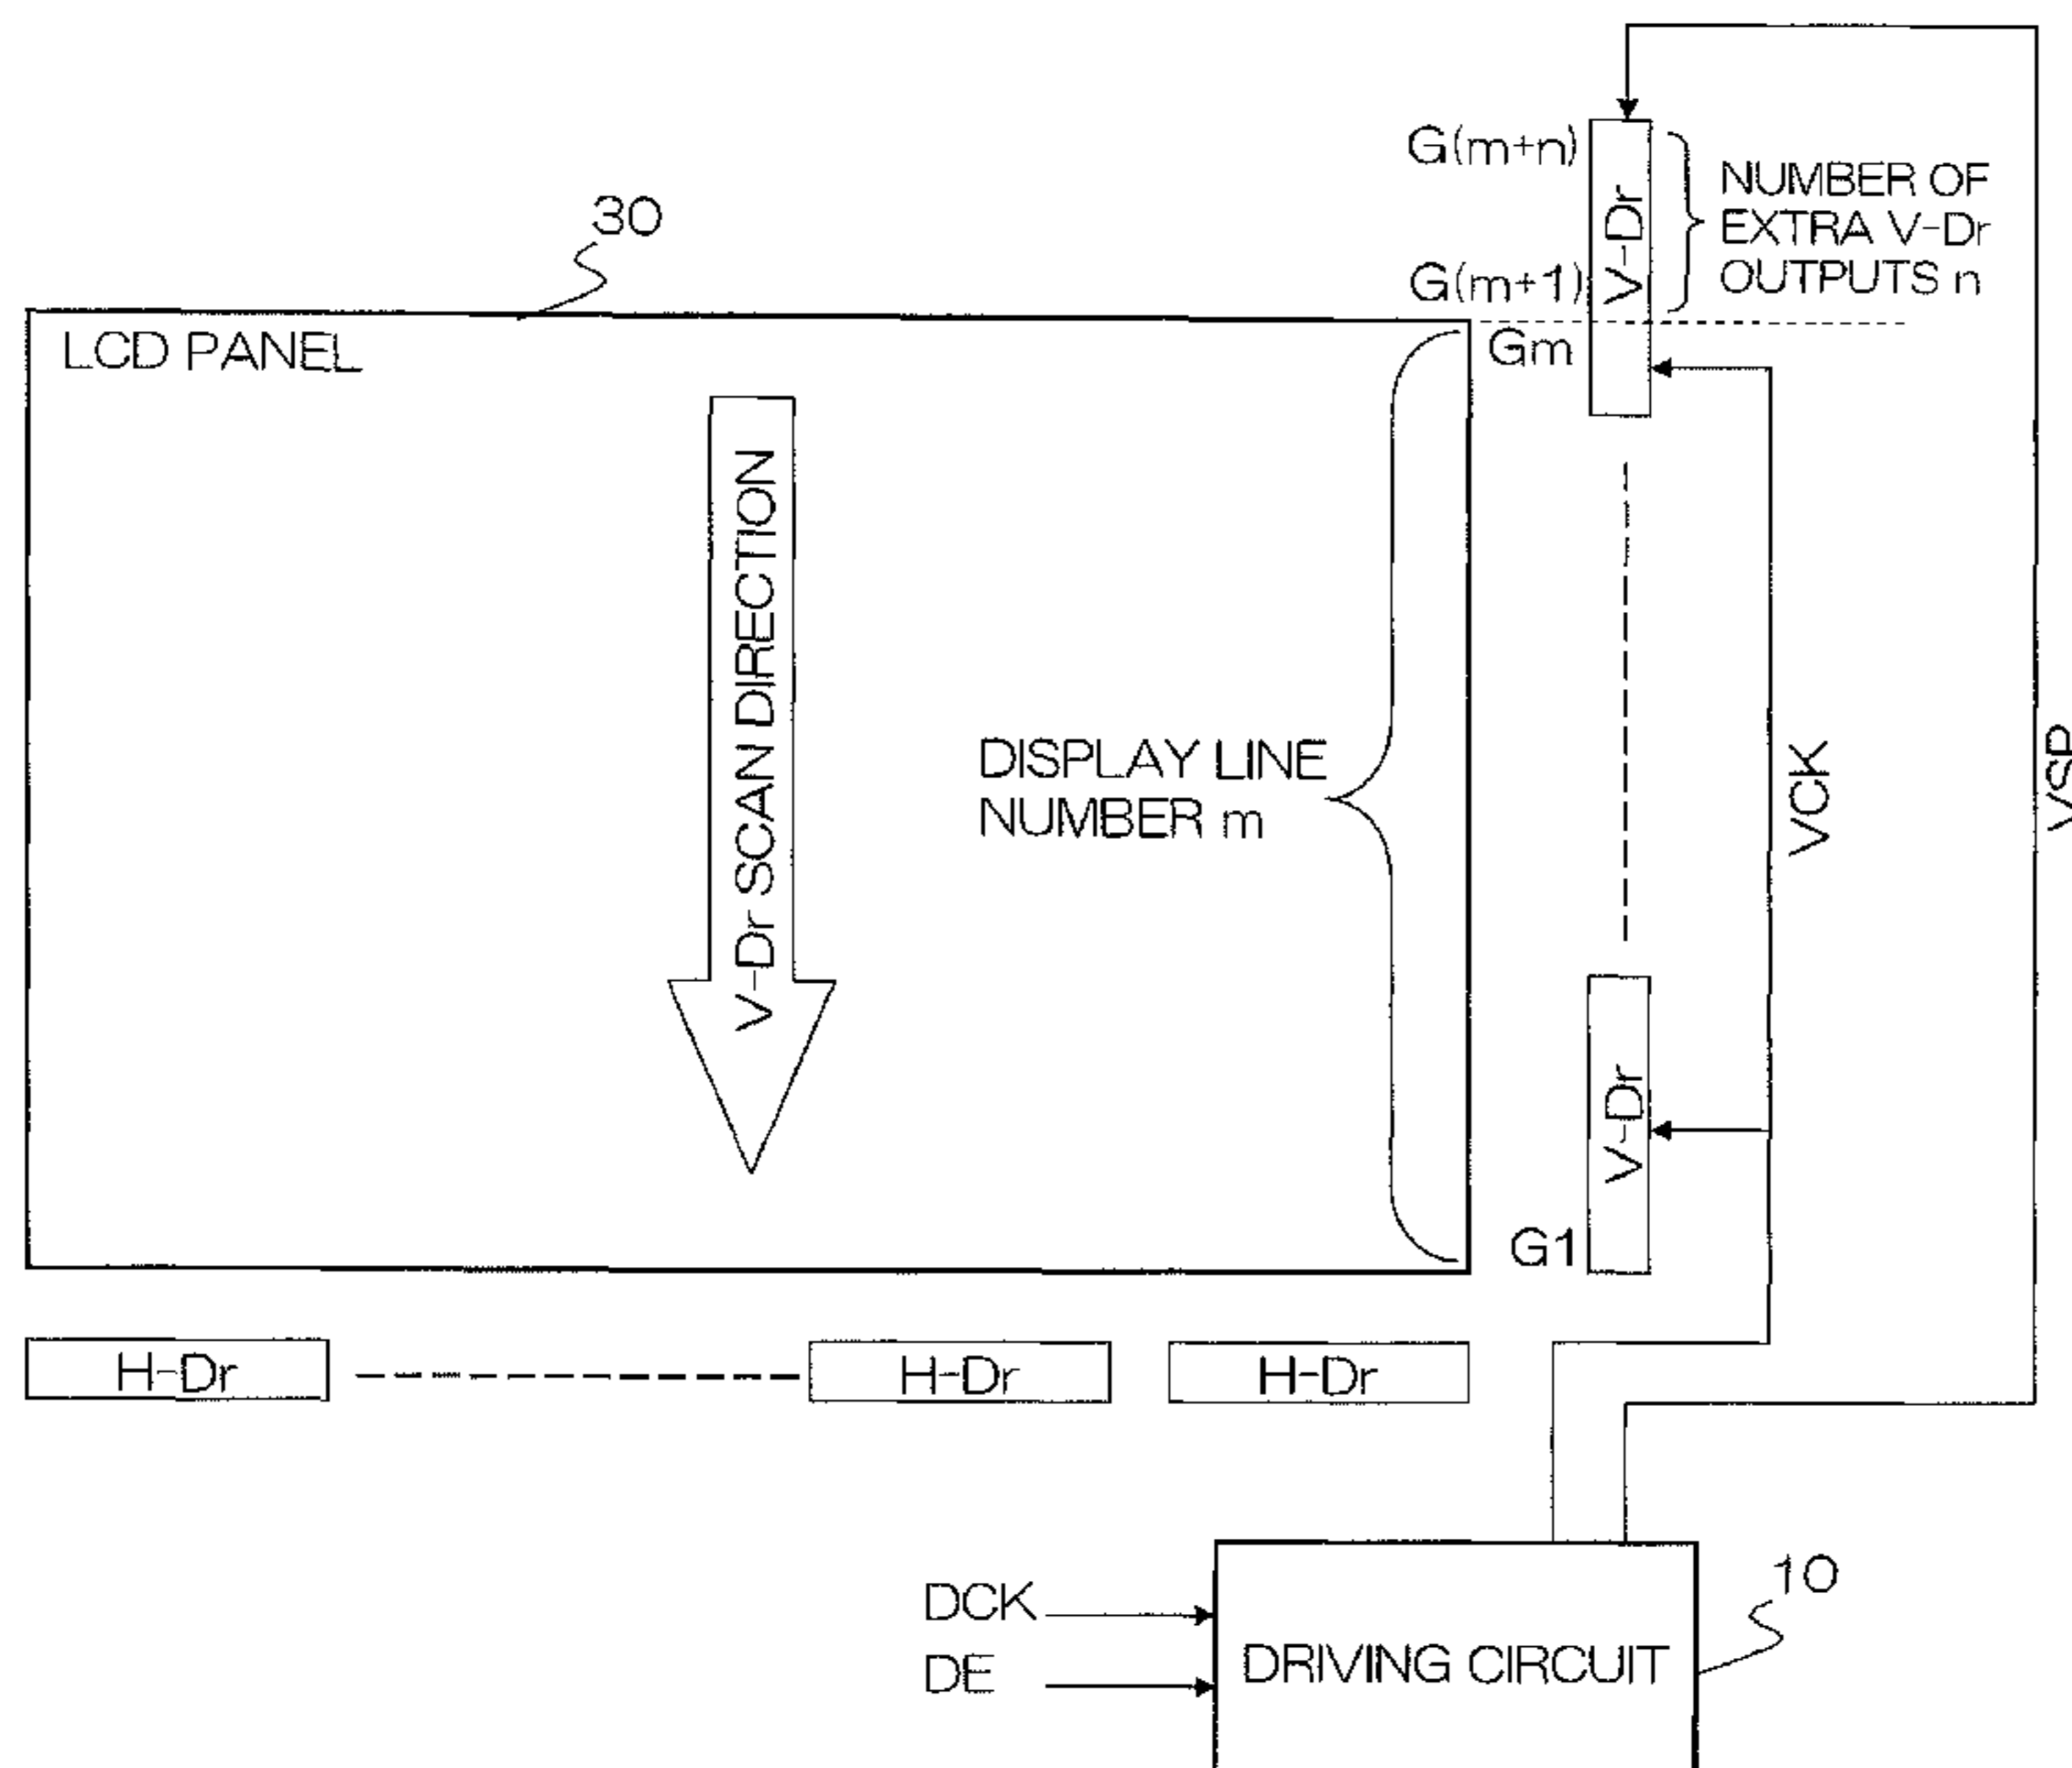 G(m+n)
V-Dr
NUMBER OF
EXTRA V-Dr
OUTPUTS n
30
G(m+1)
LCD PANEL
Gm
V-Dr SCAN DIRECTION
DISPLAY LINE
NUMBER m
VCK
VSP
V-Dr
G1
H-Dr
H-Dr
H-Dr
DCK
DE
DRIVING CIRCUIT
10